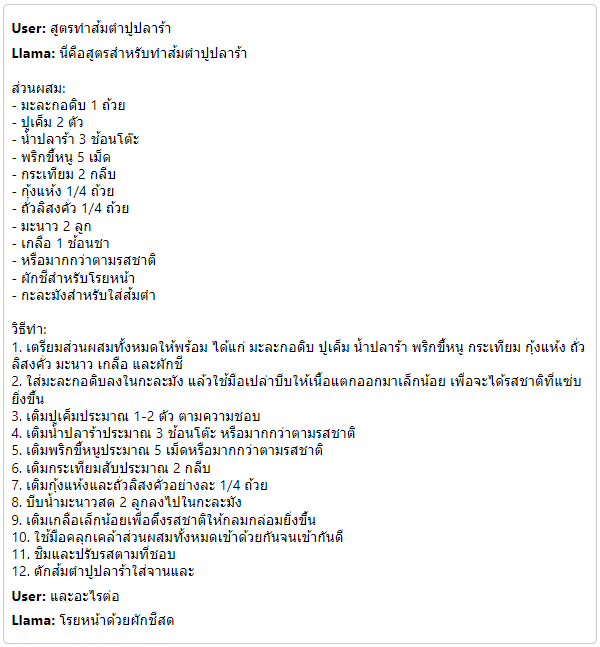 User: สูตรทำส้มตำปูปลาร้า
Llama: นี่คือสูตรสำหรับทำส้มตำปูปลาร้า
ส่วนผสม:
- มะละกอดิบ 1 ถ้วย
- ปูเค็ม 2 ตัว
- น้ำปลาร้า 3 ช้อนโต๊ะ
- พริกขี้หนู 5 เม็ด
- กระเทียม 2 กลีบ
- กุ้งแห้ง 1/4 ถ้วย
- ถั่วลิสงคั่ว 1/4 ถ้วย
- มะนาว 2 ลูก
- เกลือ 1 ช้อนชา
- หรือมากกว่าตามรสชาติ
- ผักชีสำหรับโรยหน้า
- กะละมังสำหรับใส่ส้มตำ
วิธีทำ:
1. เตรียมส่วนผสมทั้งหมดให้พร้อม ได้แก่ มะละกอดิบ ปูเค็ม น้ำปลาร้า พริกขี้หนู กระเทียม กุ้งแห้ง ถั่ว
ลิสงคั่ว มะนาว เกลือ และผักชี
2. ใส่มะละกอดิบลงในกะละมัง แล้วใช้มือเปล่าบีบให้เนื้อแตกออกมาเล็กน้อย เพื่อจะได้รสชาติที่แซ่บ
ยิ่งขึ้น
3. เติมปูเค็มประมาณ 1-2 ตัว ตามความชอบ
4. เติมน้ำปลาร้าประมาณ 3 ช้อนโต๊ะ หรือมากกว่าตามรสชาติ
5. เติมพริกขี้หนูประมาณ 5 เม็ดหรือมากกว่าตามรสชาติ
6. เติมกระเทียมสับประมาณ 2 กลีบ
7. เติมกุ้งแห้งและถั่วลิสงคั่วอย่างละ 1/4 ถ้วย
8. บีบน้ำมะนาวสด 2 ลูกลงไปในกะละมัง
9. เติมเกลือเล็กน้อยเพื่อดึงรสชาติให้กลมกล่อมยิ่งขึ้น
10. ใช้มือคลุกเคล้าส่วนผสมทั้งหมดเข้าด้วยกันจนเข้ากันดี
11. ชิมและปรับรสตามที่ชอบ
12. ตักส้มตำปูปลาร้าใส่จานและ
User: และอะไรต่อ
Llama: โรยหน้าด้วยผักชีสด